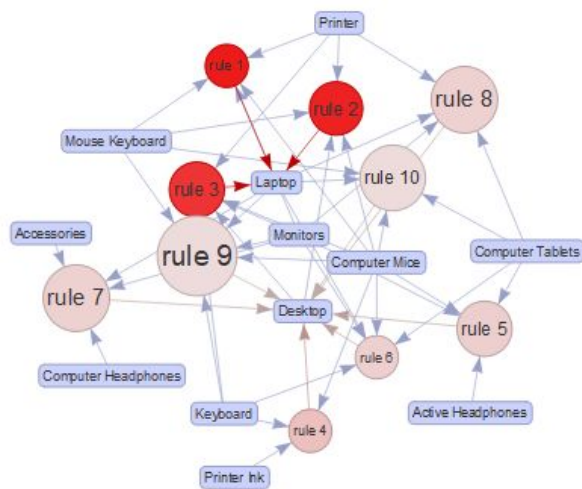 Printer
rule 1
rule 2
rule 8
Mouse Keyboard
rule 3
Laptop
rule 10
Accessories
Monitors
rule 9
Computer Mice
Computer Tablets
rule 7
Desktop
rule 5
rule 6
Computer Headphones
Keyboard
Active Headphones
rule 4
Printer Ink